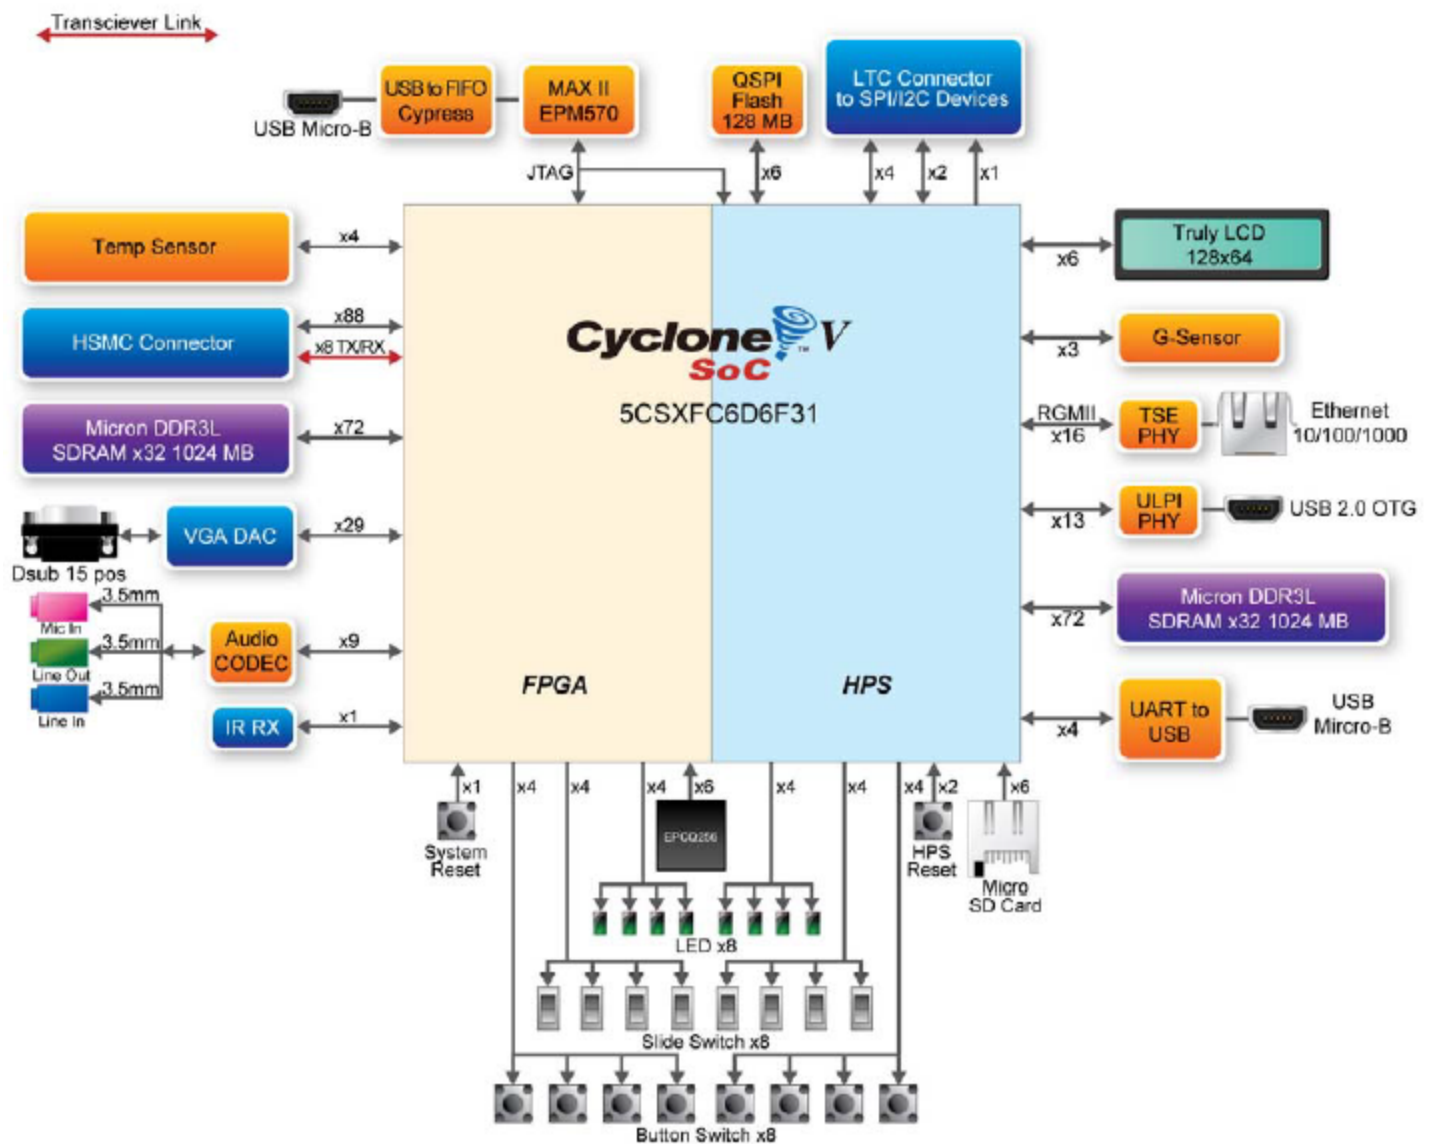 Transciever Link
USB Micro-B
USB to FIFO
Cypress
MAX II
EPM570
QSPI
Flash
128 MB
LTC Connector
to SPI/I2C Devices
JTAG
x6
x4
x2
x1
Temp Sensor
x4
HSMC Connector
x88
x8 TX/RX
Micron DDR3L
SDRAM x32 1024 MB
x72
Dsub 15 pos
VGA DAC
x29
3.5mm
Mic In
3.5mm
Line Out
3.5mm
Line In
Audio
CODEC
x9
IR RX
x1
Cyclone V
SoC
5CSXFC6D6F31
FPGA
HPS
x6
Truly LCD
128x64
x3
G-Sensor
RGMII
x16
TSE
PHY
Ethernet
10/100/1000
x13
ULPI
PHY
USB 2.0 OTG
x72
Micron DDR3L
SDRAM x32 1024 MB
x4
UART to
USB
USB
Mircro-B
x1
x4
x4
x4
x6
x4
x4
x4
x2
x6
System
Reset
EPCQ256
HPS
Reset
Micro
SD Card
LED x8
Slide Switch x8
Button Switch x8